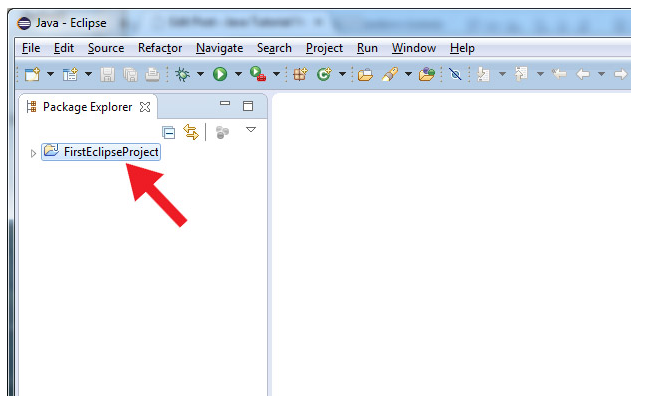 Java - Eclipse
File Edit Source Refactor Navigate Search Project Run Window Help
Package Explorer
FirstEclipseProject